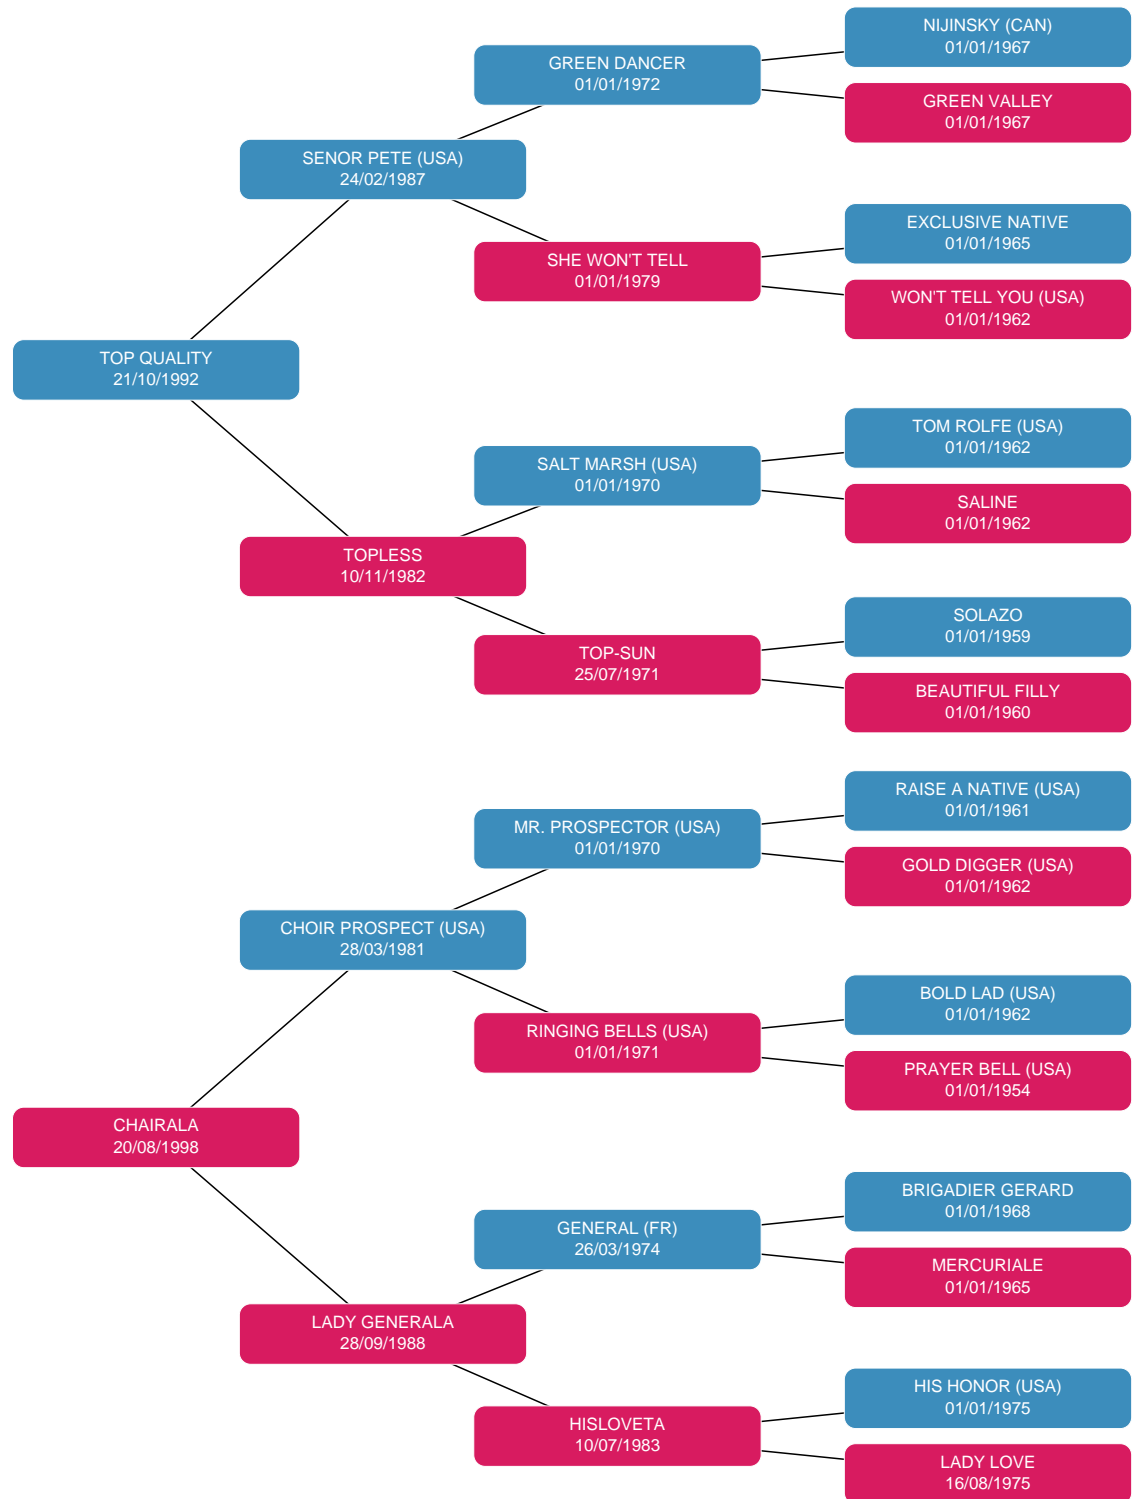 NIJINSKY (CAN)
01/01/1967
GREEN DANCER
01/01/1972
GREEN VALLEY
01/01/1967
SENOR PETE (USA)
24/02/1987
EXCLUSIVE NATIVE
01/01/1965
SHE WON'T TELL
01/01/1979
WON'T TELL YOU (USA)
01/01/1962
TOP QUALITY
21/10/1992
TOM ROLFE (USA)
01/01/1962
SALT MARSH (USA)
01/01/1970
SALINE
01/01/1962
TOPLESS
10/11/1982
SOLAZO
01/01/1959
TOP-SUN
25/07/1971
BEAUTIFUL FILLY
01/01/1960
RAISE A NATIVE (USA)
01/01/1961
MR. PROSPECTOR (USA)
01/01/1970
GOLD DIGGER (USA)
01/01/1962
CHOIR PROSPECT (USA)
28/03/1981
BOLD LAD (USA)
01/01/1962
RINGING BELLS (USA)
01/01/1971
PRAYER BELL (USA)
01/01/1954
CHAIRALA
20/08/1998
BRIGADIER GERARD
01/01/1968
GENERAL (FR)
26/03/1974
MERCURIALE
01/01/1965
LADY GENERALA
28/09/1988
HIS HONOR (USA)
01/01/1975
HISLOVETA
10/07/1983
LADY LOVE
16/08/1975